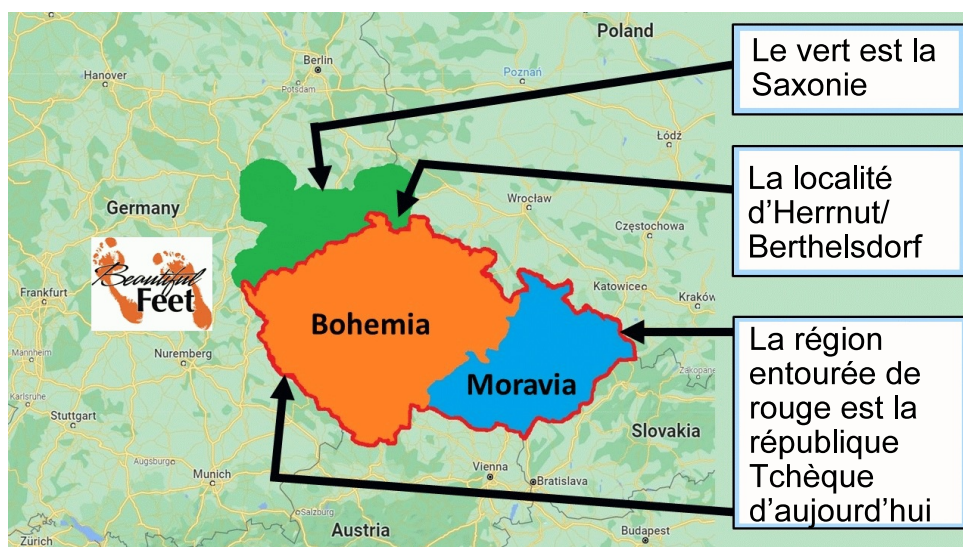 Le vert est la
Saxonie
La localité
d’Herrnut/
Berthelsdorf
La région
entourée de
rouge est la
république
Tchèque
d’aujourd’hui
Poland
Berlin
Hanover
Potsdam
Poznań
Łódź
Germany
Wrocław
Częstochowa
Beautiful
Feet
Frankfurt
Katowice
Kraków
Bohemia
Mannheim
Nuremberg
Moravia
Zakopane
Karlsruhe
Stuttgart
Slovakia
Augsburg
Munich
Vienna
Bratislava
Salzburg
Austria
Budapest
Zürich